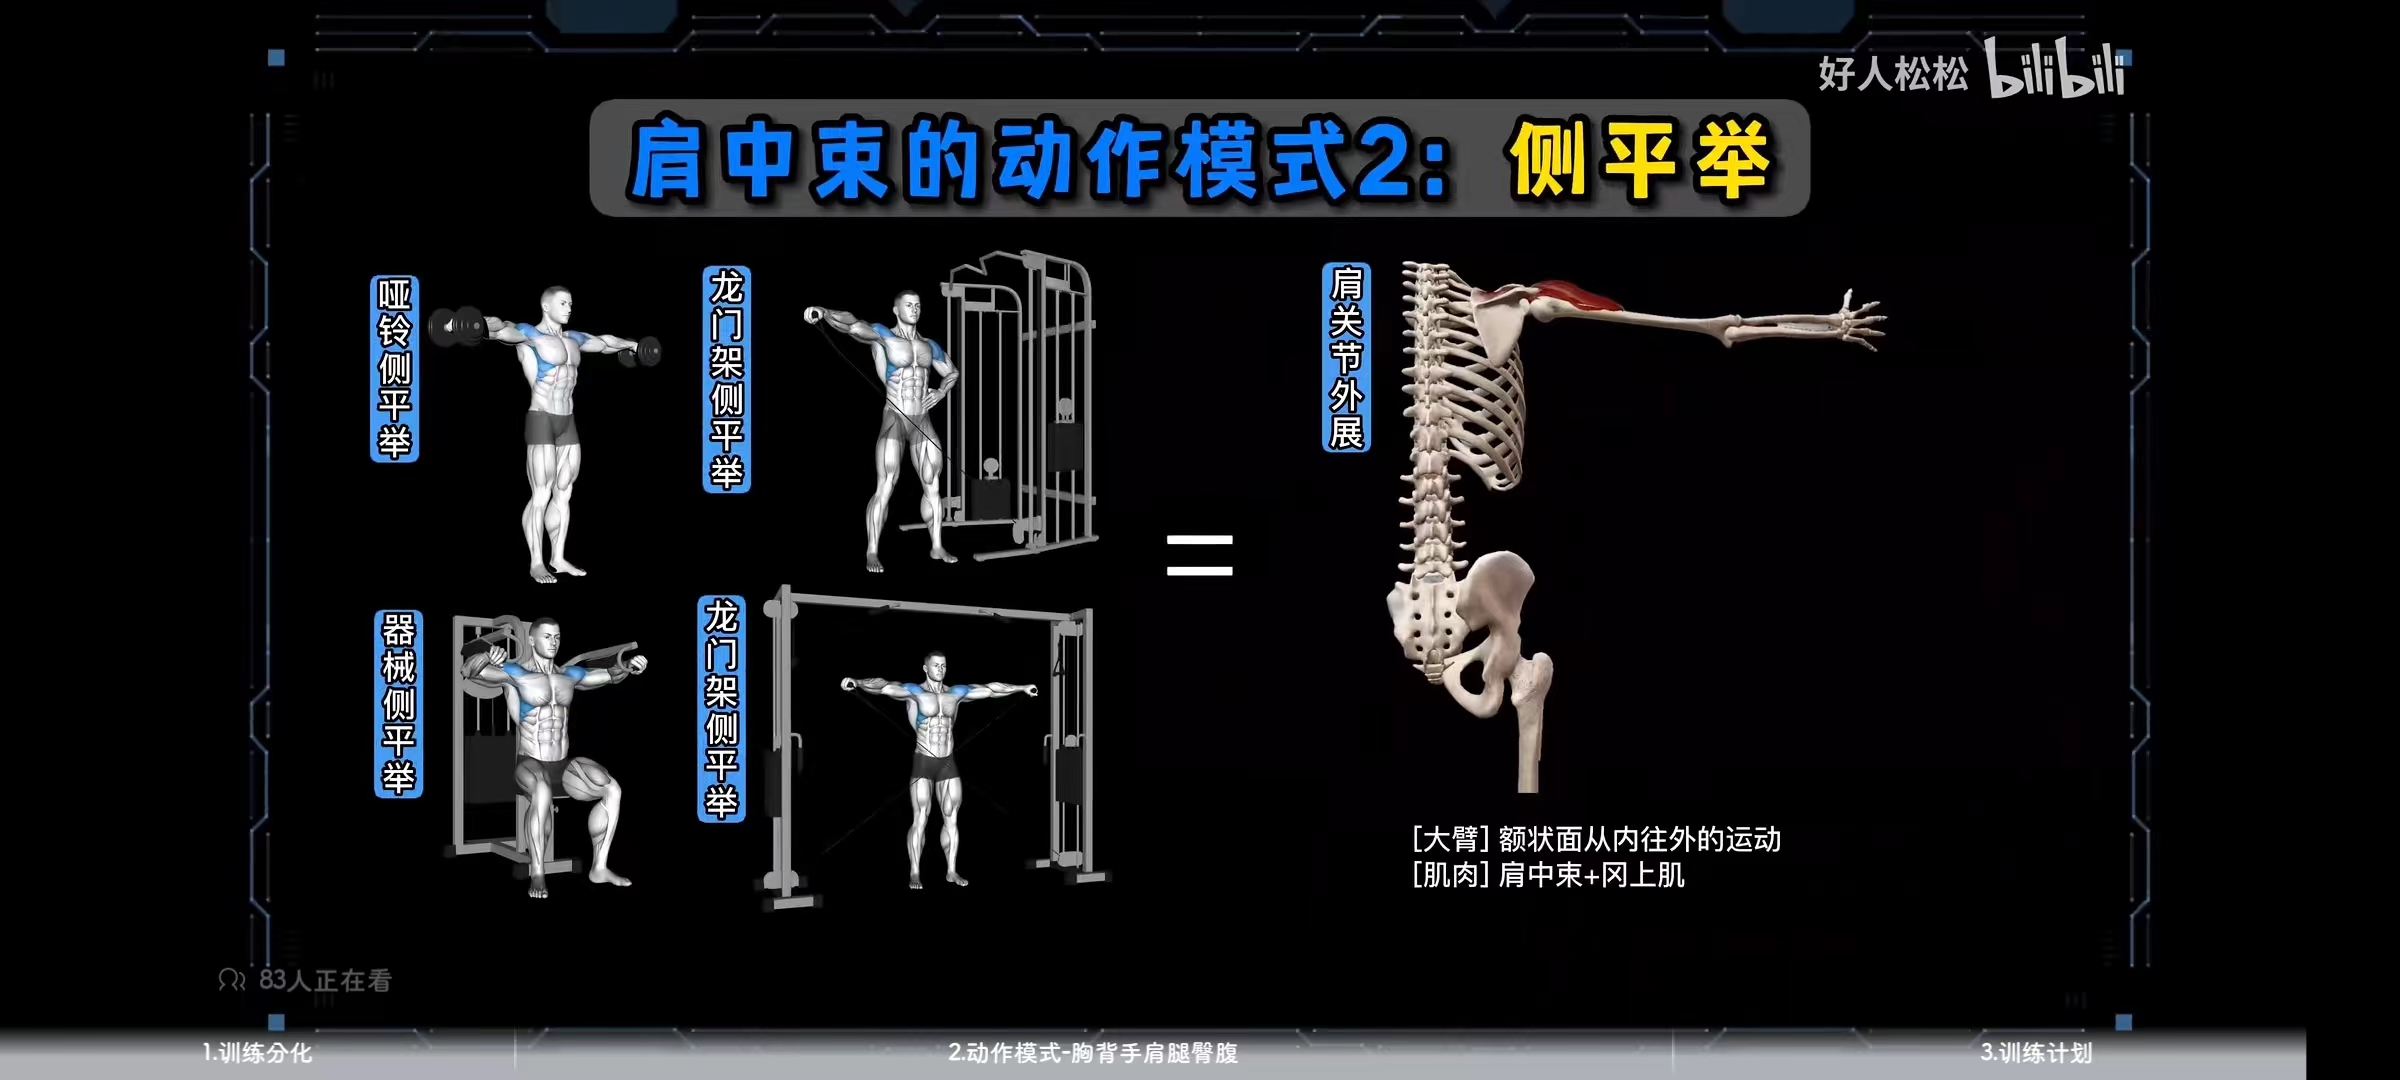 好人松松 bilibili
肩中束的动作模式2：侧平举
哑铃侧平举
龙门架侧平举
肩关节外展
器械侧平举
龙门架侧平举
=
[大臂] 额状面从内往外的运动
[肌肉] 肩中束+冈上肌
83人正在看
1.训练分化
2.动作模式-胸背手肩腿臀腹
3.训练计划